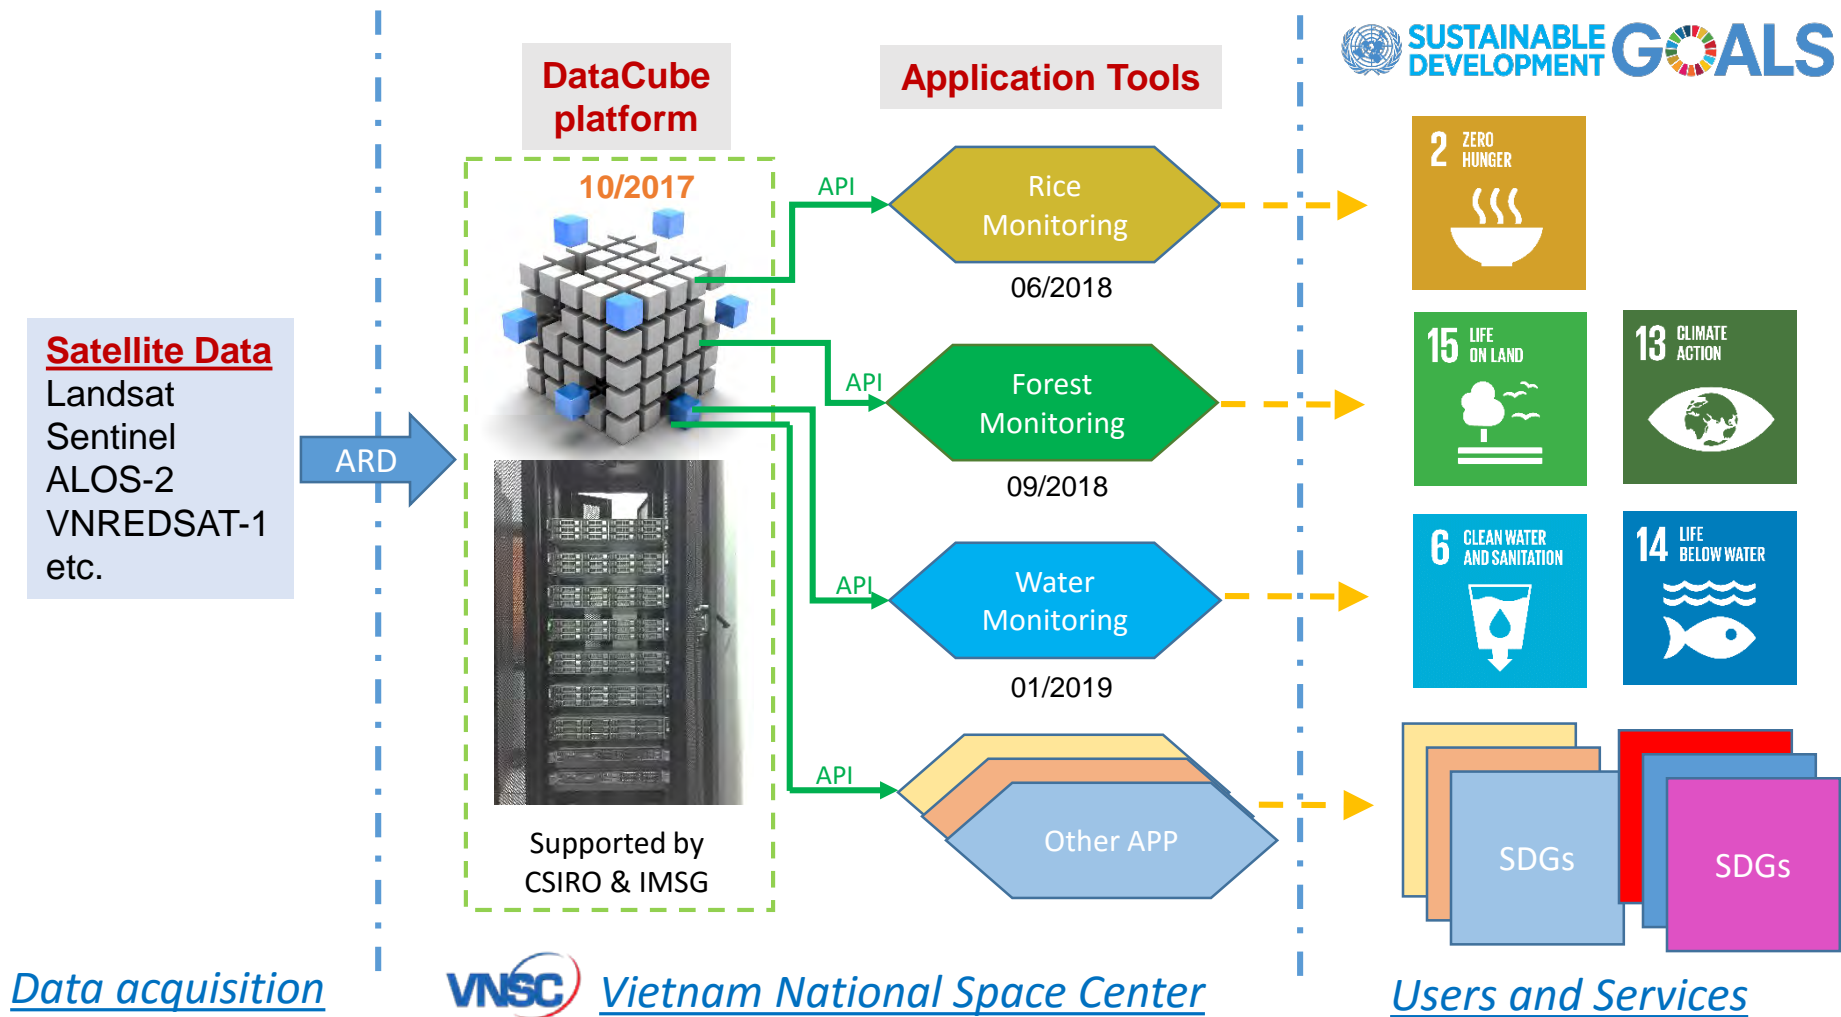 SUSTAINABLE
DEVELOPMENT
GOALS
DataCube
platform
Application Tools
10/2017
API
Rice
Monitoring
06/2018
2 ZERO
HUNGER
Satellite Data
Landsat
Sentinel
ALOS-2
VNREDSAT-1
etc.
ARD
API
Forest
Monitoring
09/2018
15 LIFE
ON LAND
13 CLIMATE
ACTION
API
Water
Monitoring
01/2019
6 CLEAN WATER
AND SANITATION
14 LIFE
BELOW WATER
API
Other APP
SDGs
SDGs
Supported by
CSIRO & IMSG
Data acquisition
VNSC
Vietnam National Space Center
Users and Services